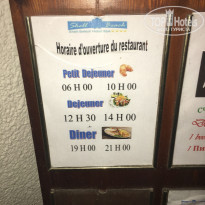 TopHotels
Horaire d'ouverture du restaurant
Petit Dejeuner
06 H 00 10 H 00
Dejeuner
12 H 30 14 H 00
Diner
19 H 00 21 H 00